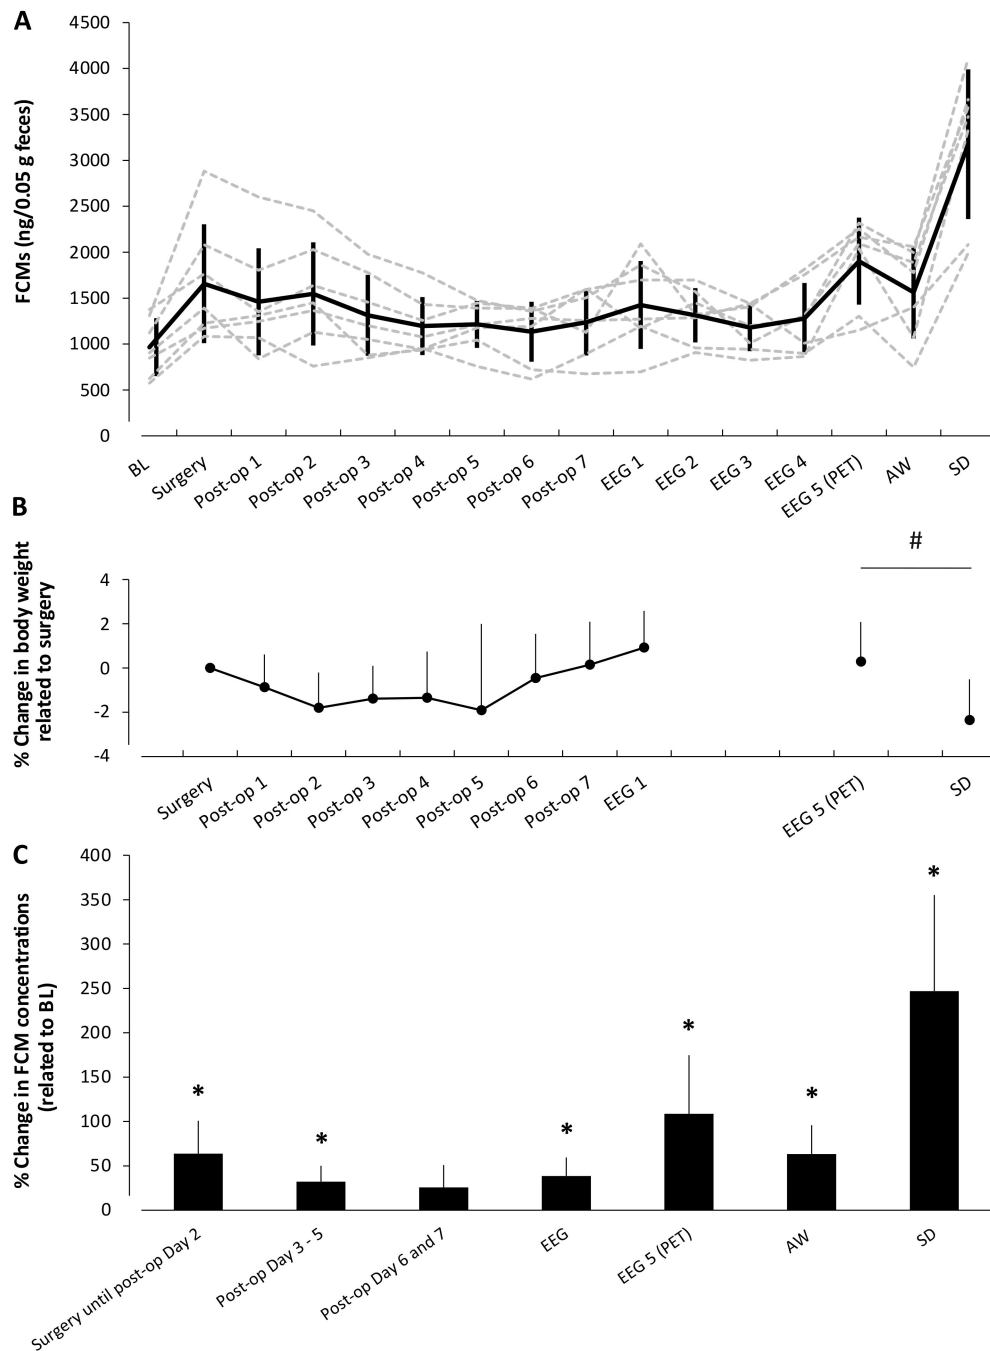 A
FCMs (ng/0.05 g feces)
4500
4000
3500
3000
2500
2000
1500
1000
500
0
BL
Surgery
Post-op 1
Post-op 2
Post-op 3
Post-op 4
Post-op 5
Post-op 6
Post-op 7
EEG 1
EEG 2
EEG 3
EEG 4
EEG 5 (PET)
AW
SD
B
% Change in body weight
related to surgery
4
2
0
-2
-4
#
Surgery
Post-op 1
Post-op 2
Post-op 3
Post-op 4
Post-op 5
Post-op 6
Post-op 7
EEG 1
EEG 5 (PET)
SD
C
% Change in FCM concentrations
(related to BL)
400
350
300
250
200
150
100
50
0
*
*
*
*
*
*
Surgery until post-op Day 2
Post-op Day 3 - 5
Post-op Day 6 and 7
EEG
EEG 5 (PET)
AW
SD